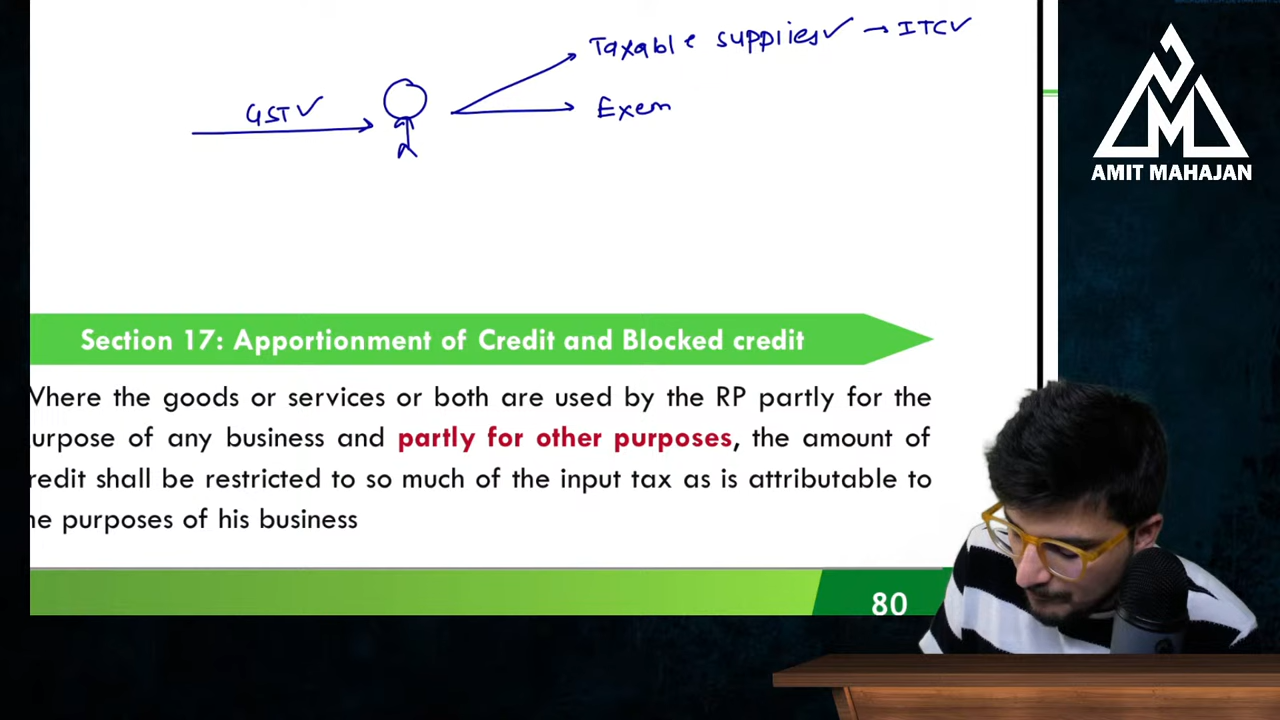 Taxable supplies✓ → ITC✓
GST✓
Exem
AMIT MAHAJAN
Section 17: Apportionment of Credit and Blocked credit
Where the goods or services or both are used by the RP partly for the
urpose of any business and partly for other purposes, the amount of
redit shall be restricted to so much of the input tax as is attributable to
he purposes of his business
80